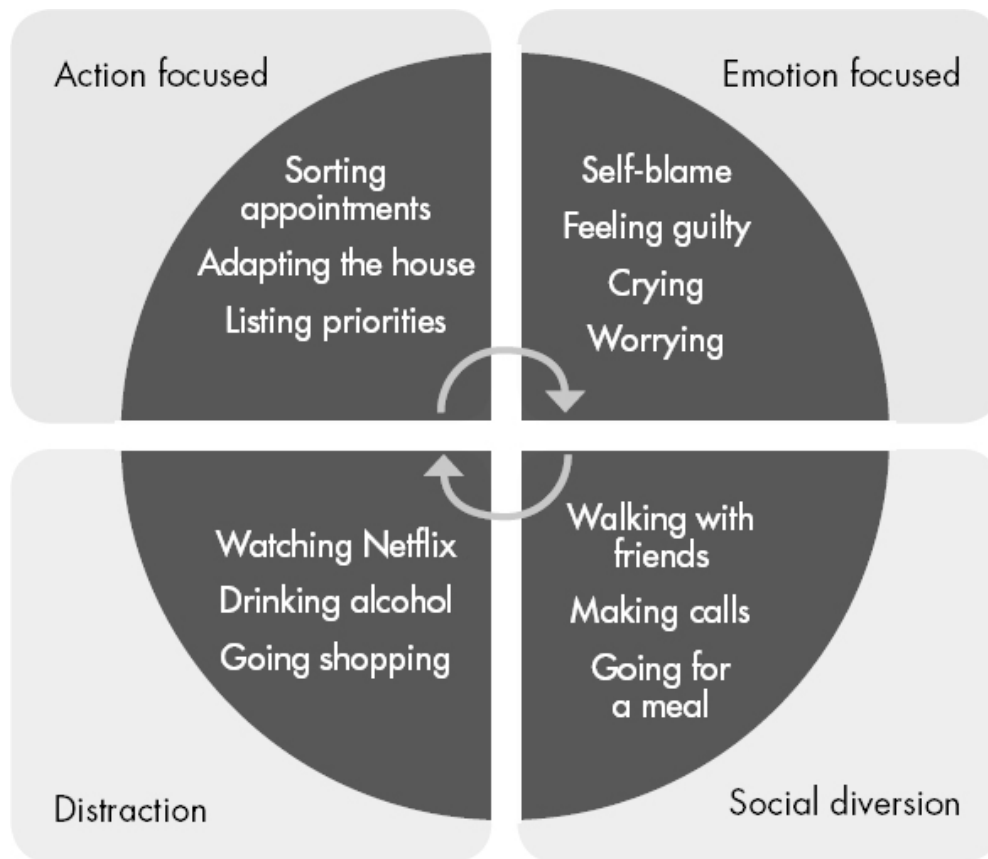 Action focused
Sorting
appointments
Adapting the house
Listing priorities
Emotion focused
Self-blame
Feeling guilty
Crying
Worrying
Watching Netflix
Drinking alcohol
Going shopping
Distraction
Walking with
friends
Making calls
Going for
a meal
Social diversion